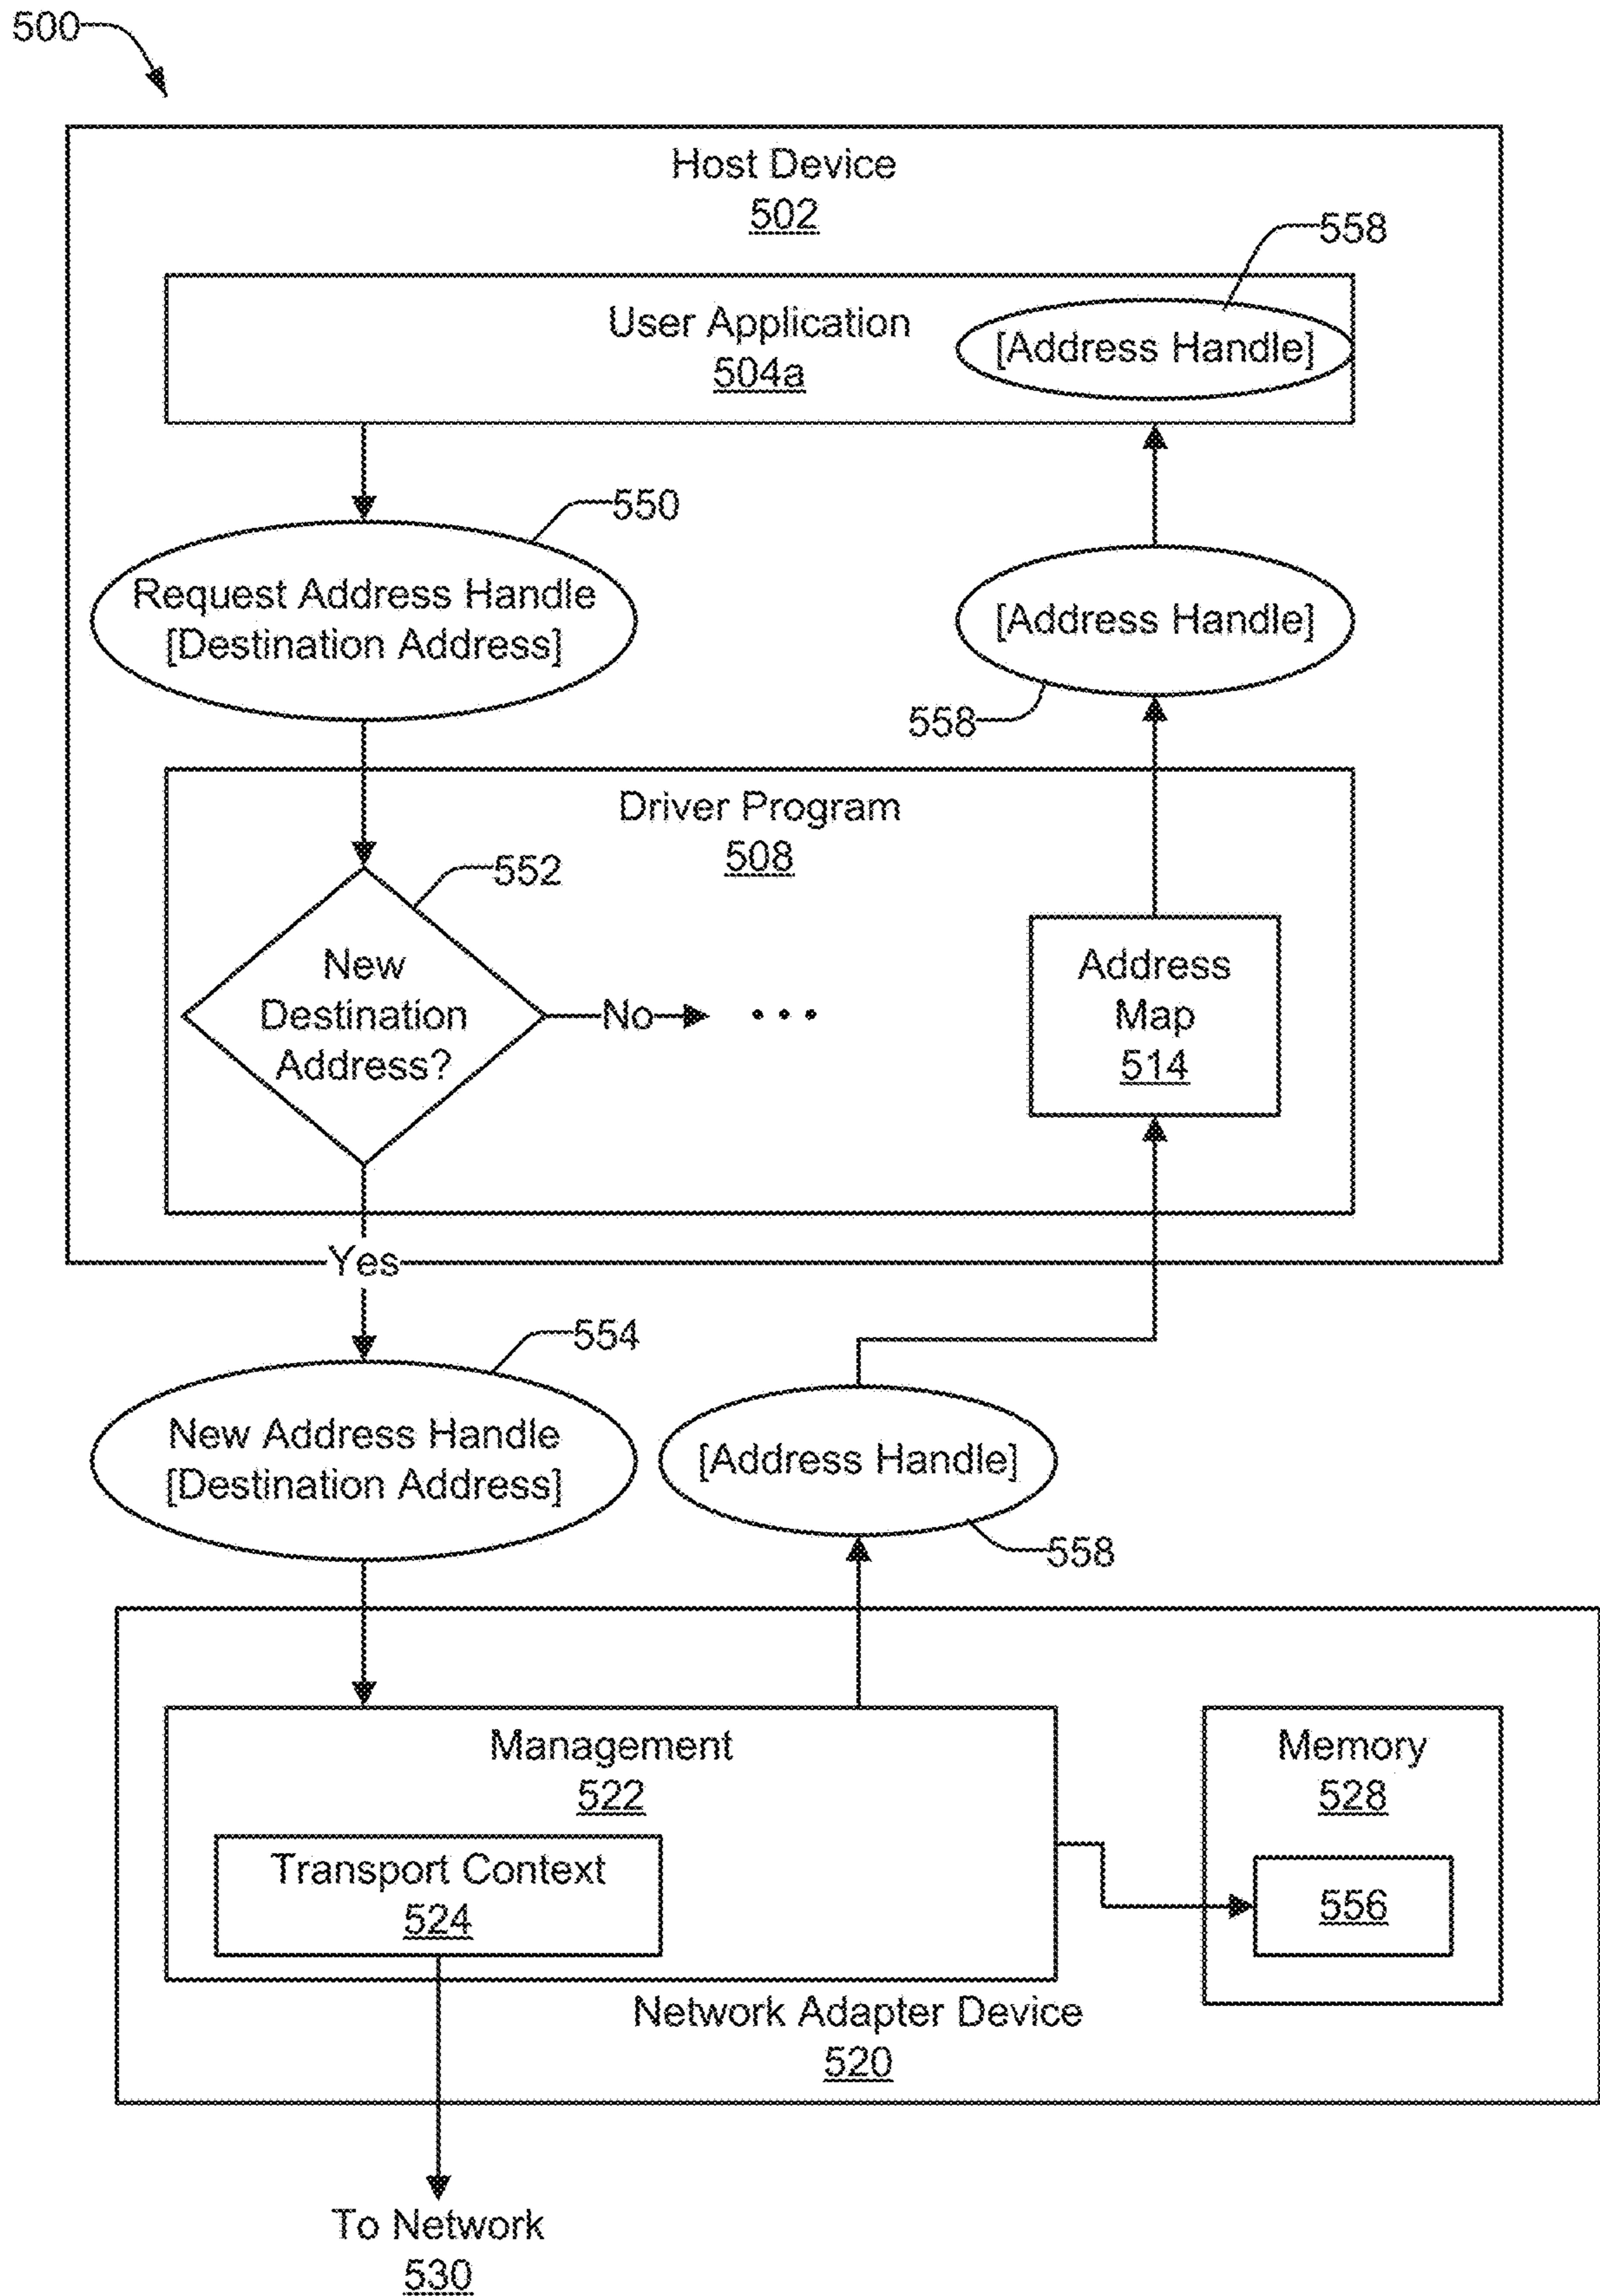 500
Host Device
502
558
User Application
504a
[Address Handle]
550
Request Address Handle
[Destination Address]
[Address Handle]
558
Driver Program
508
552
New
Destination
Address?
No
• • •
Address
Map
514
Yes
554
New Address Handle
[Destination Address]
[Address Handle]
558
Management
522
Transport Context
524
Memory
528
556
Network Adapter Device
520
To Network
530